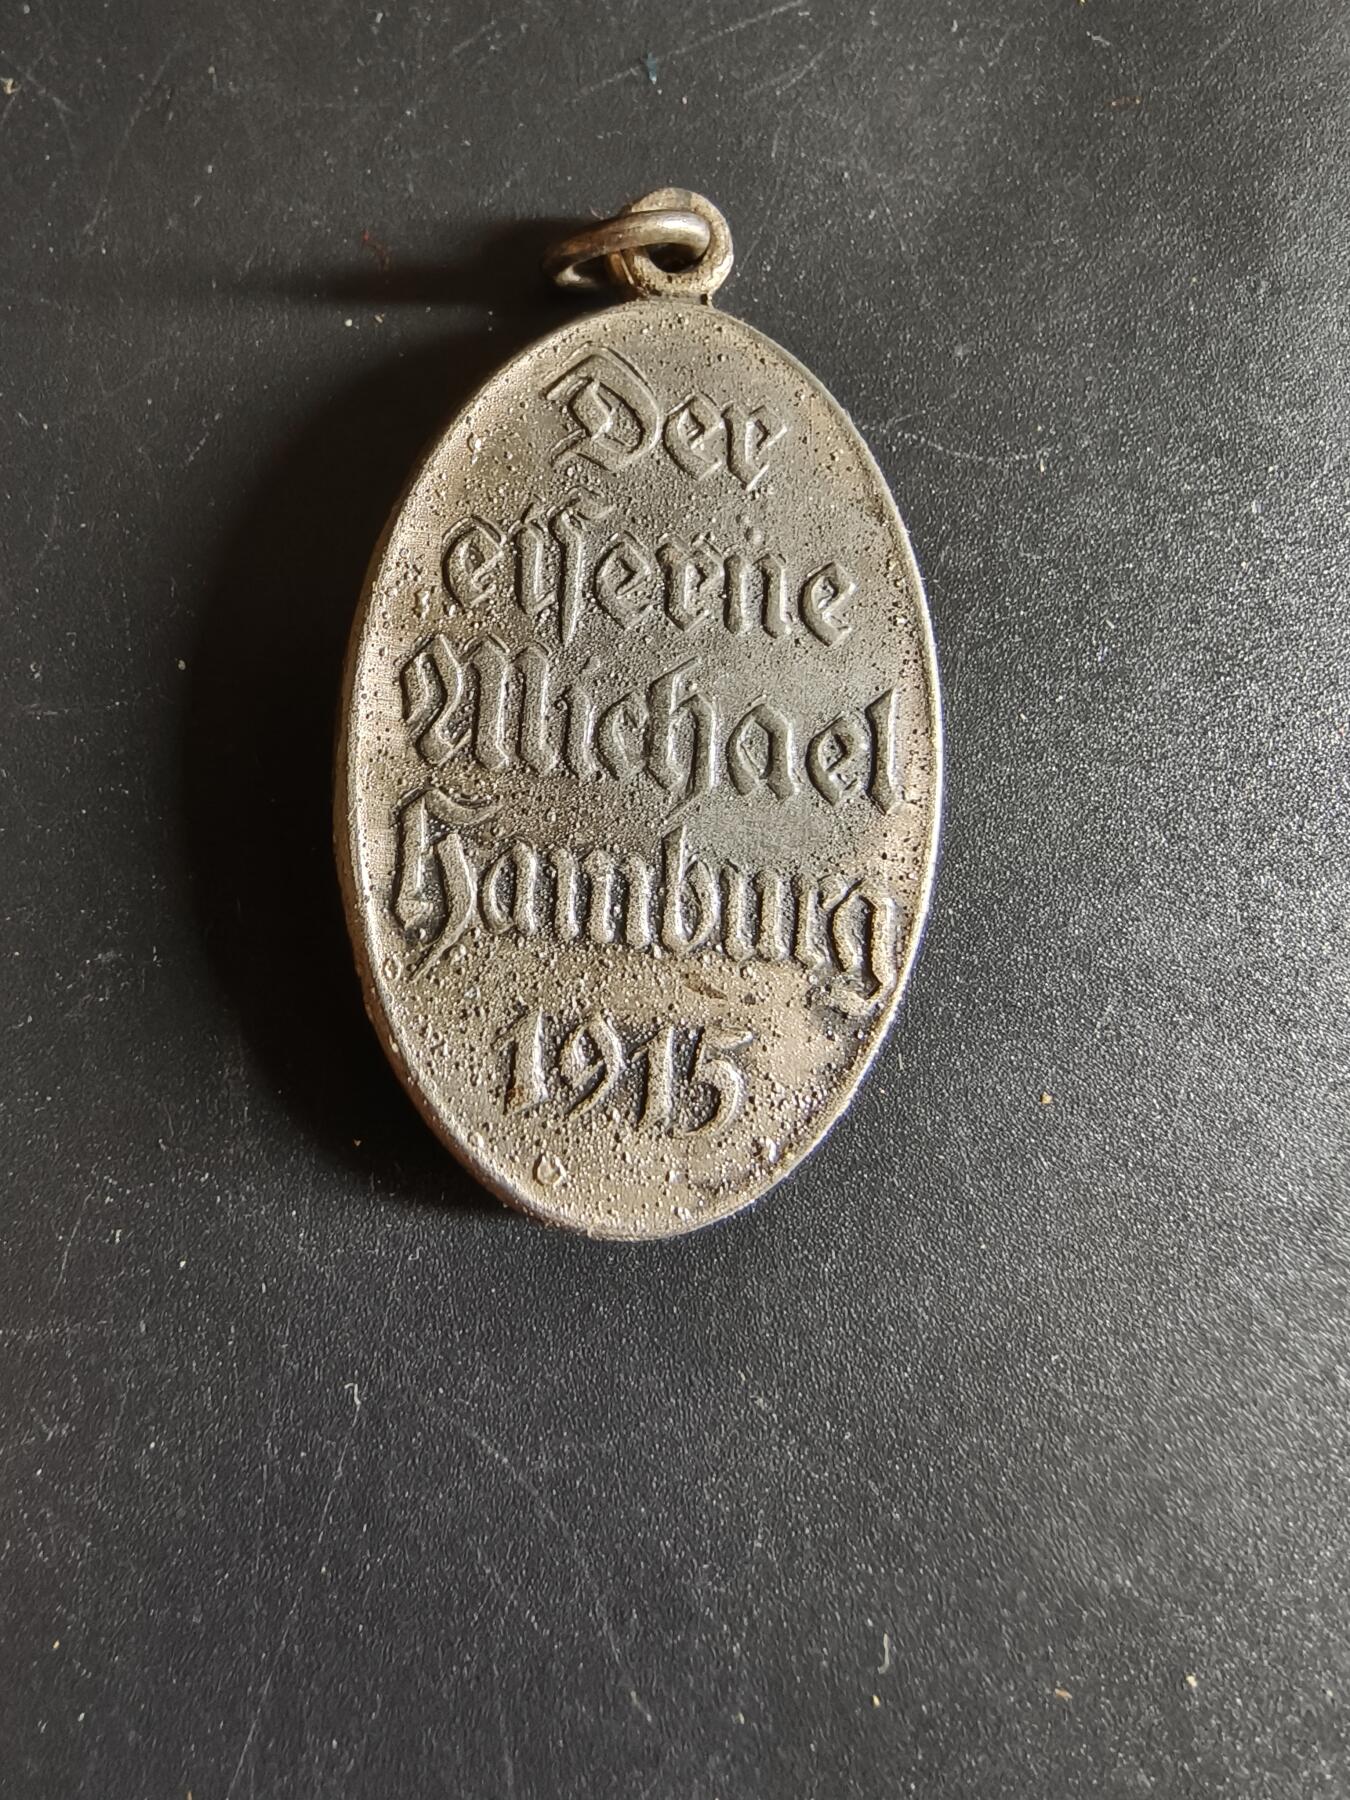 Der
eiserne
Michael
Hamburg
1915